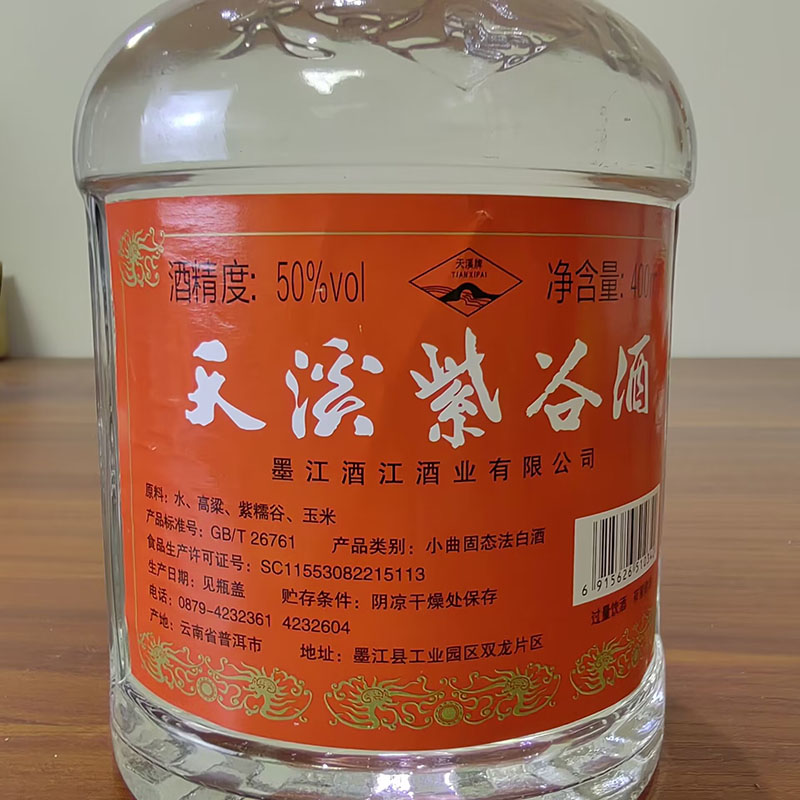 酒精度: 50%vol
天溪牌
TIANXIPAI
净含量: 400
天溪紫谷酒
墨江酒江酒业有限公司
原料: 水、高粱、紫糯谷、玉米
产品标准号: GB/T 26761 产品类别: 小曲固态法白酒
食品生产许可证号: SC11553082215113
生产日期: 见瓶盖 贮存条件: 阴凉干燥处保存
电话: 0879-4232361 4232604
产地: 云南省普洱市 地址: 墨江县工业园区双龙片区
6 915626 5103
过量饮酒